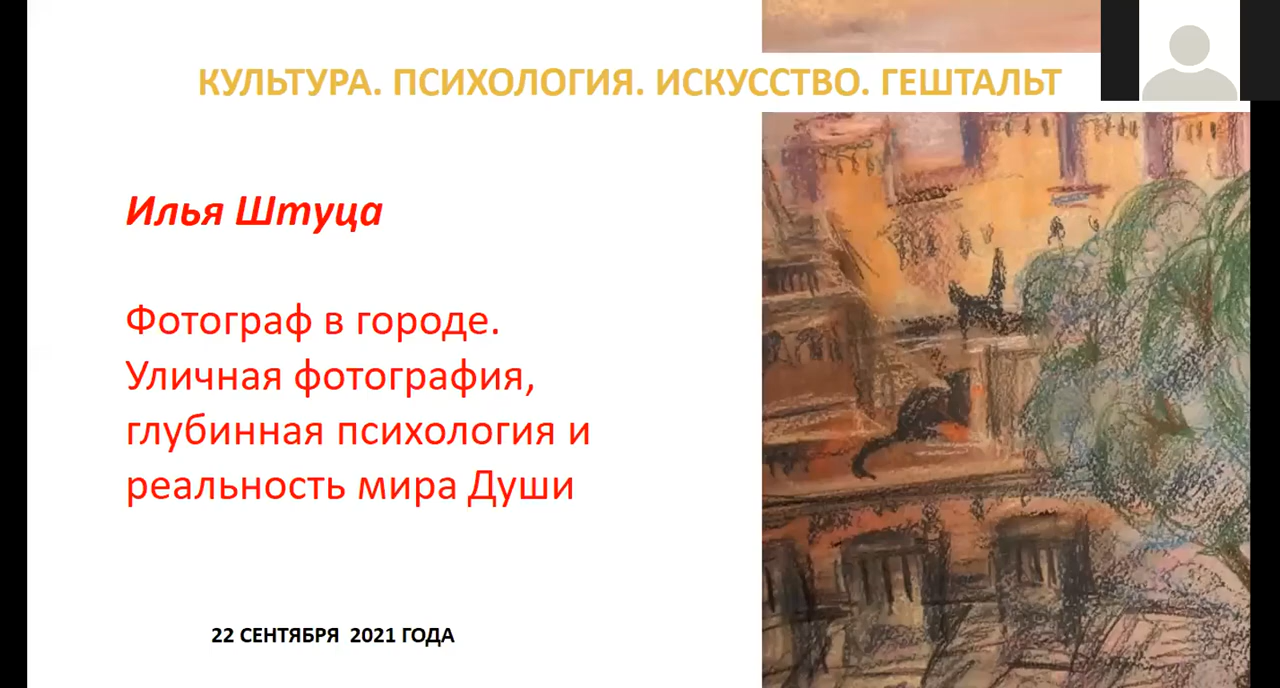 КУЛЬТУРА. ПСИХОЛОГИЯ. ИСКУССТВО. ГЕШТАЛЬТ
Илья Штуца
Фотограф в городе.
Уличная фотография,
глубинная психология и
реальность мира Души
22 СЕНТЯБРЯ 2021 ГОДА